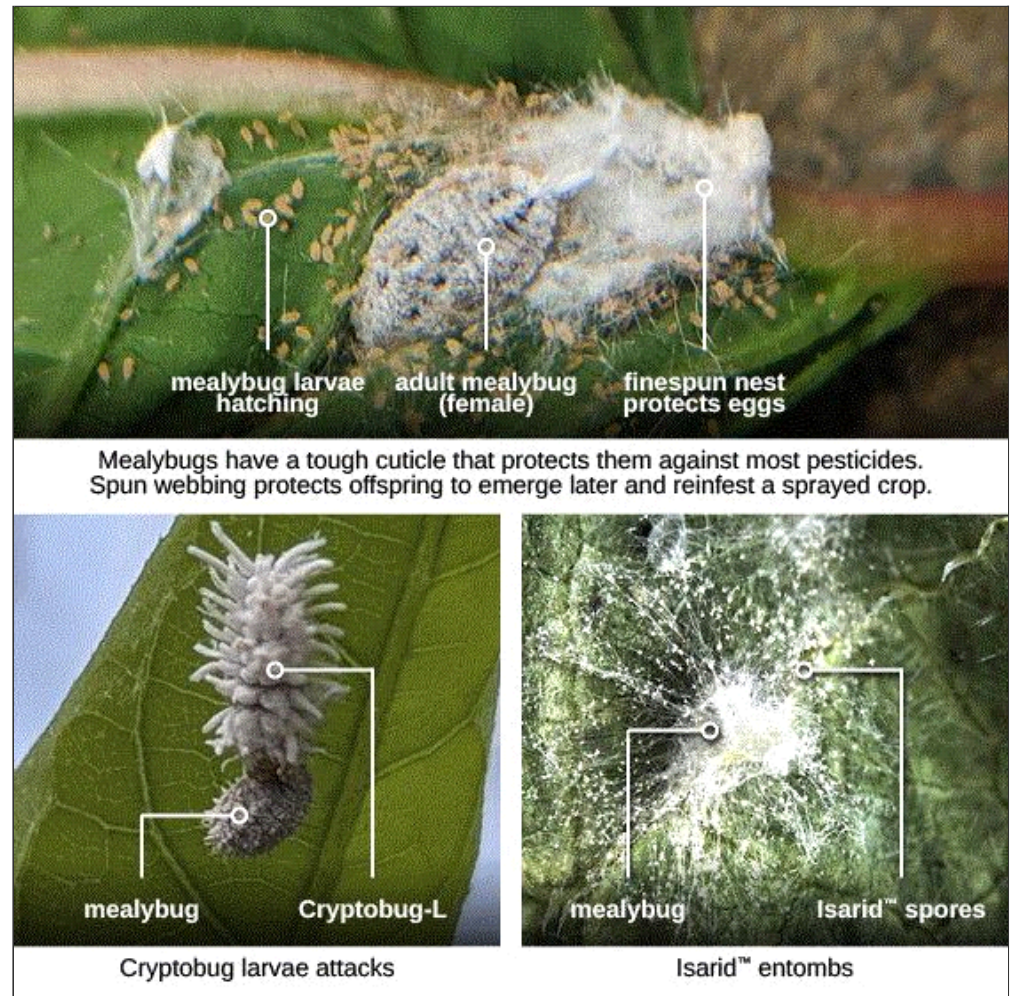 mealybug larvae
hatching
adult mealybug
(female)
finespun nest
protects eggs
Mealybugs have a tough cuticle that protects them against most pesticides.
Spun webbing protects offspring to emerge later and reinfest a sprayed crop.
mealybug
Cryptobug-L
mealybug
Isarid™ spores
Cryptobug larvae attacks
Isarid™ entombs